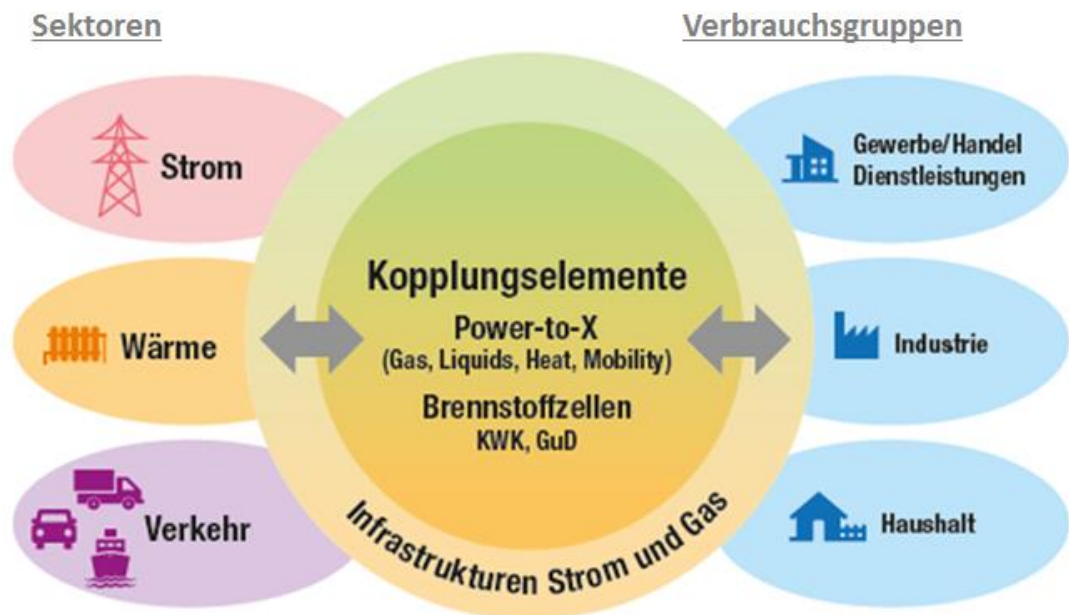 Sektoren
Verbrauchsgruppen
Strom
Wärme
Verkehr
Kopplungselemente
Power-to-X
(Gas, Liquids, Heat, Mobility)
Brennstoffzellen
KWK, GuD
Infrastrukturen Strom und Gas
Gewerbe/Handel
Dienstleistungen
Industrie
Haushalt